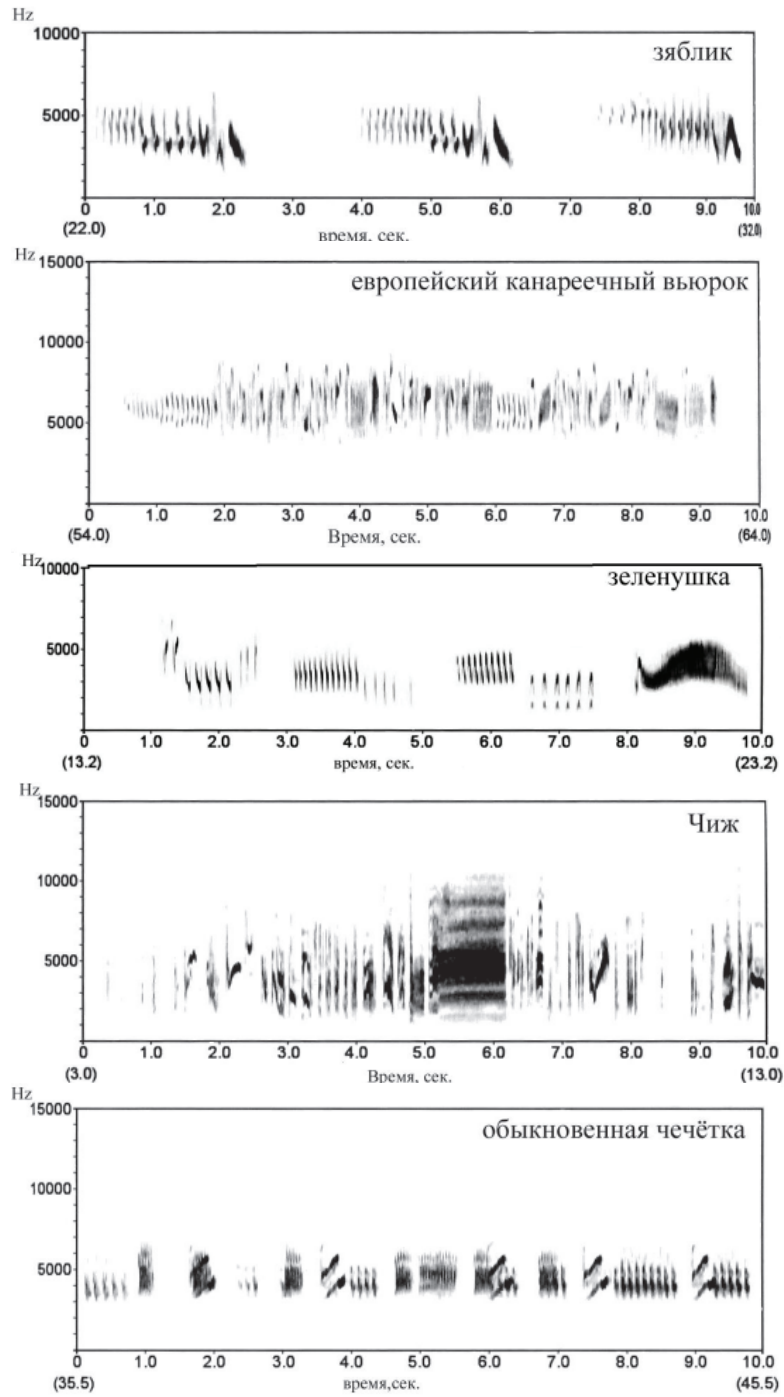 Hz
10000
зяблик
5000
0
0 1.0 2.0 3.0 4.0 5.0 6.0 7.0 8.0 9.0 10.0
(22.0) время, сек. (32.0)
Hz
15000
европейский канареечный вьюрок
10000
5000
0
0 1.0 2.0 3.0 4.0 5.0 6.0 7.0 8.0 9.0 10.0
(54.0) Время, сек. (64.0)
Hz
10000
зеленушка
5000
0
0.0 1.0 2.0 3.0 4.0 5.0 6.0 7.0 8.0 9.0 10.0
(13.2) время, сек. (23.2)
Hz
15000
Чиж
10000
5000
0
0.0 1.0 2.0 3.0 4.0 5.0 6.0 7.0 8.0 9.0 10.0
(3.0) Время, сек. (13.0)
Hz
15000
обыкновенная чечётка
10000
5000
0
0 1.0 2.0 3.0 4.0 5.0 6.0 7.0 8.0 9.0 10.0
(35.5) время,сек. (45.5)